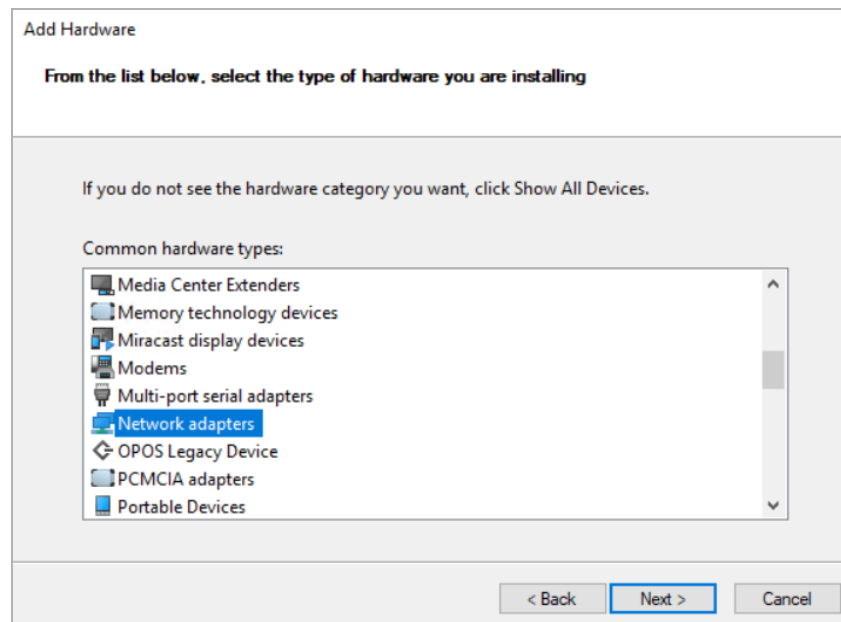 Add Hardware
From the list below, select the type of hardware you are installing
If you do not see the hardware category you want, click Show All Devices.
Common hardware types:
Media Center Extenders
Memory technology devices
Miracast display devices
Modems
Multi-port serial adapters
Network adapters
OPOS Legacy Device
PCMCIA adapters
Portable Devices
< Back
Next >
Cancel